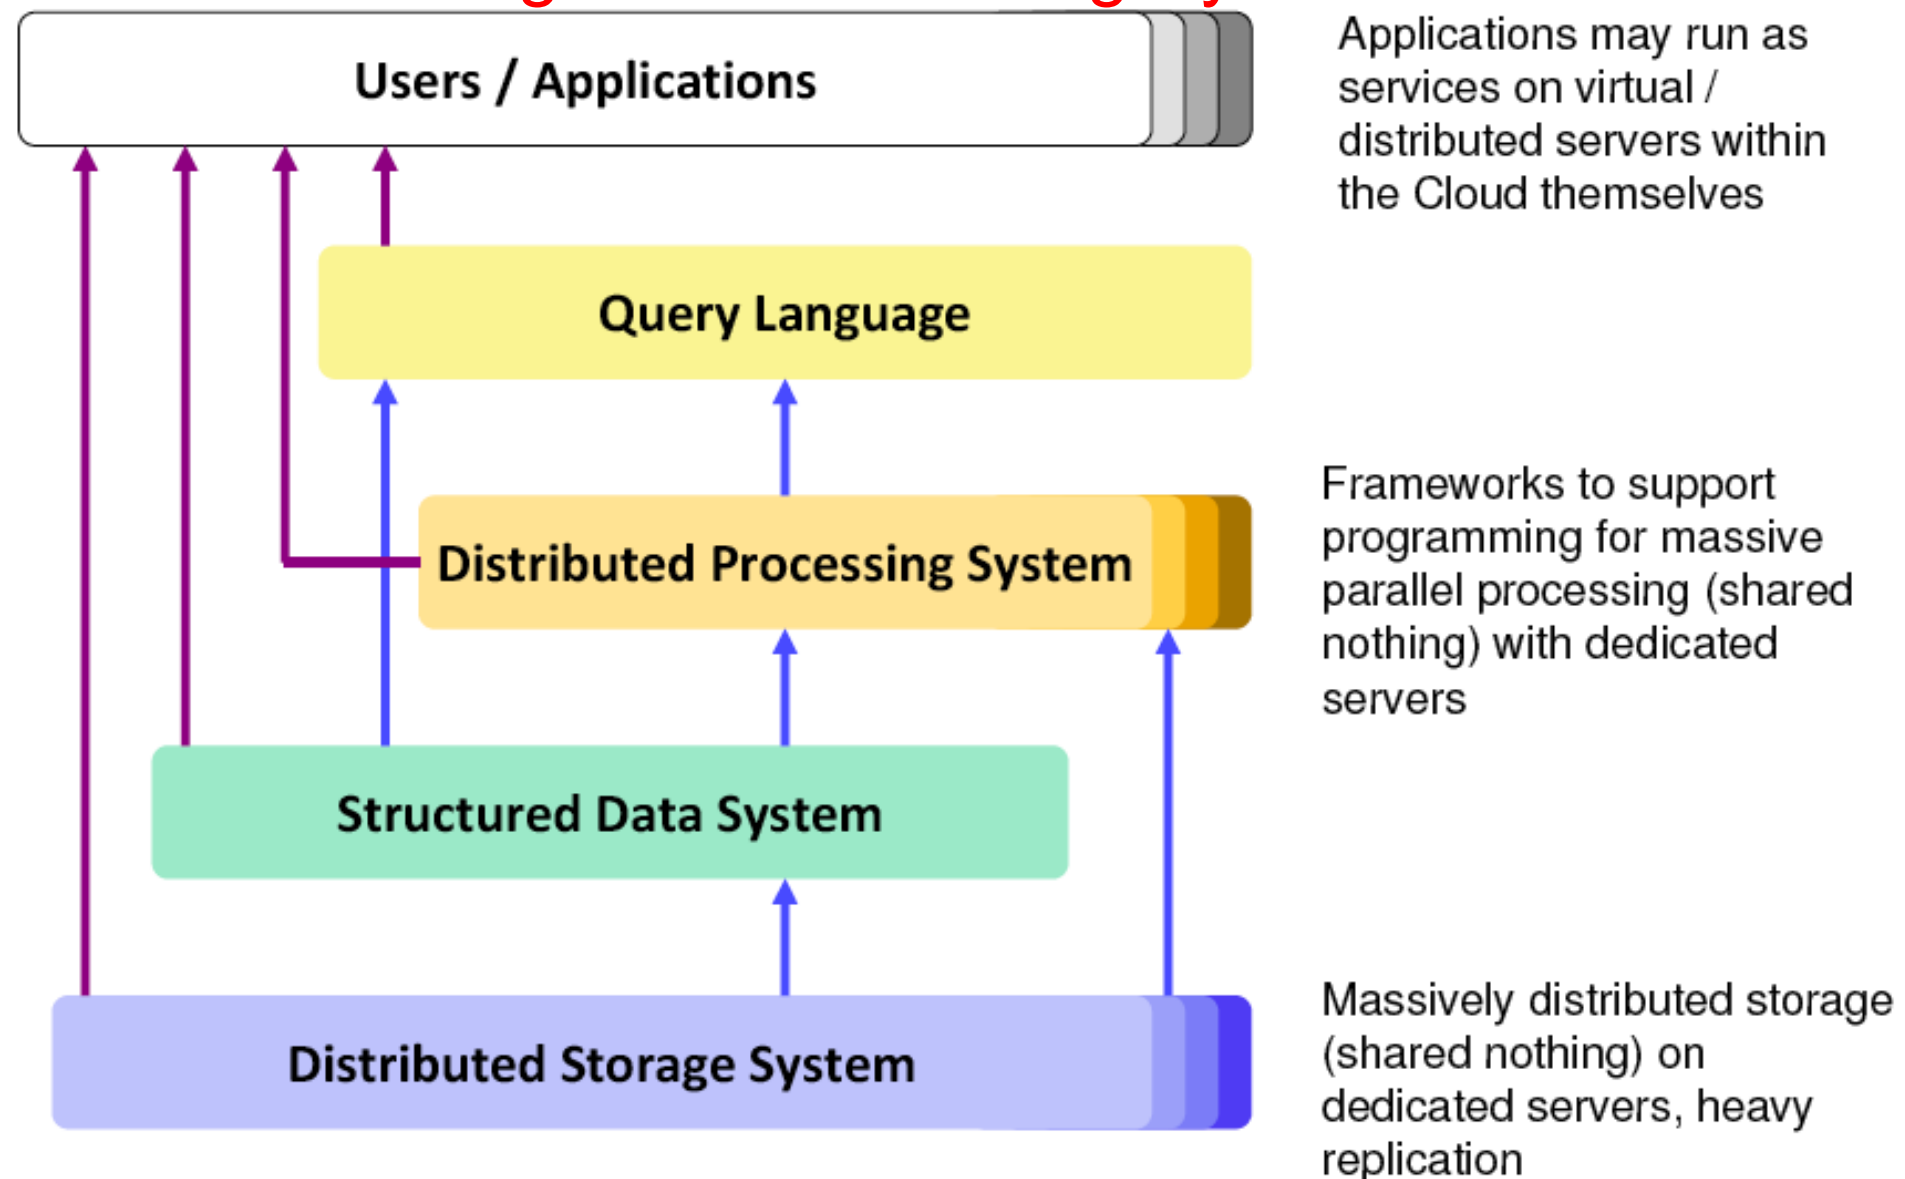 Users / Applications
Applications may run as
services on virtual /
distributed servers within
the Cloud themselves
Query Language
Distributed Processing System
Frameworks to support
programming for massive
parallel processing (shared
nothing) with dedicated
servers
Structured Data System
Distributed Storage System
Massively distributed storage
(shared nothing) on
dedicated servers, heavy
replication